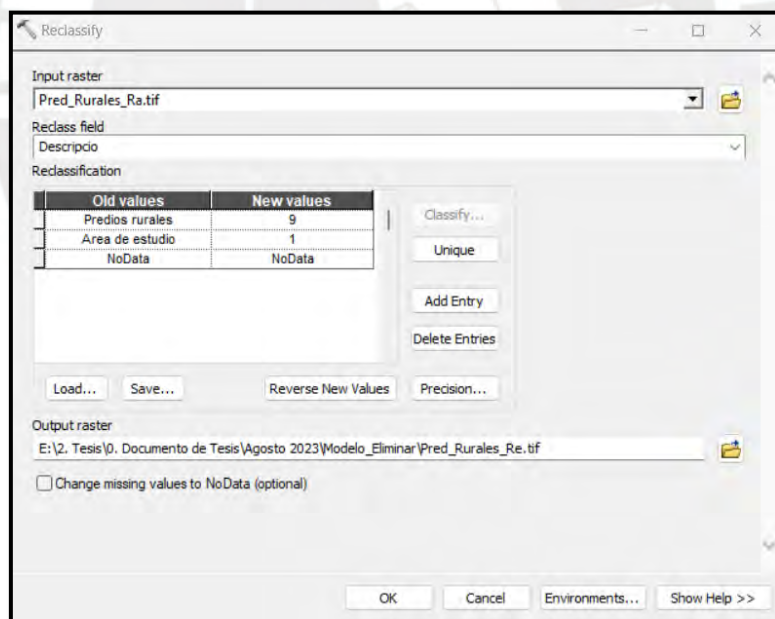 Reclassify
Input raster
Pred_Rurales_Ra.tif
Reclass field
Descripcio
Reclassification
Old values New values
Predios rurales 9
Area de estudio 1
NoData NoData
Classify...
Unique
Add Entry
Delete Entries
Load... Save... Reverse New Values Precision...
Output raster
E:\2. Tesis\0. Documento de Tesis\Agosto 2023\Modelo_Eliminar\Pred_Rurales_Re.tif
Change missing values to NoData (optional)
OK Cancel Environments... Show Help >>